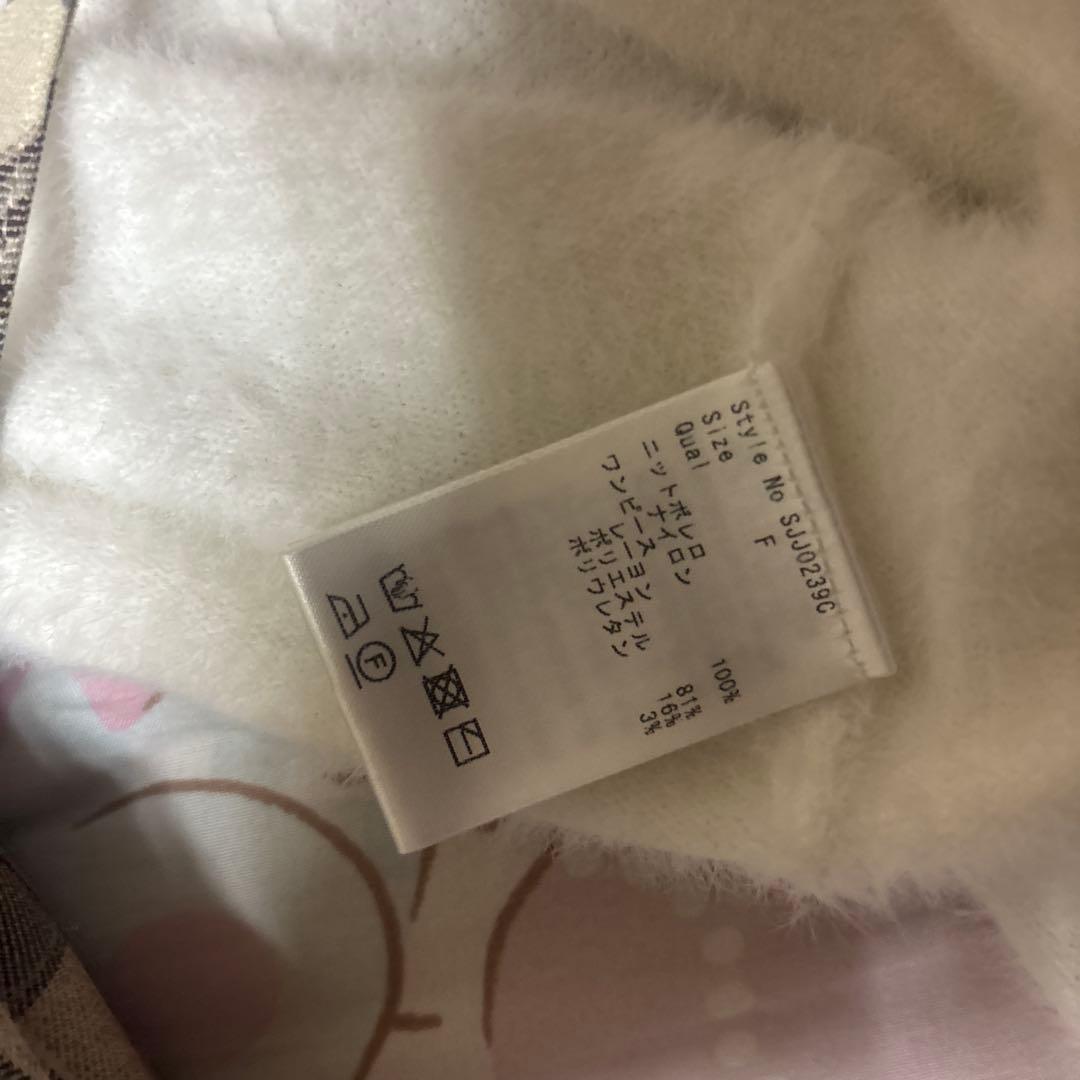 Style No SJJ0239G
Size F
Qual
ニットボレロ
ナイロン 100%
ワンピース
レーヨン 81%
ポリエステル 16%
ポリウレタン 3%
F